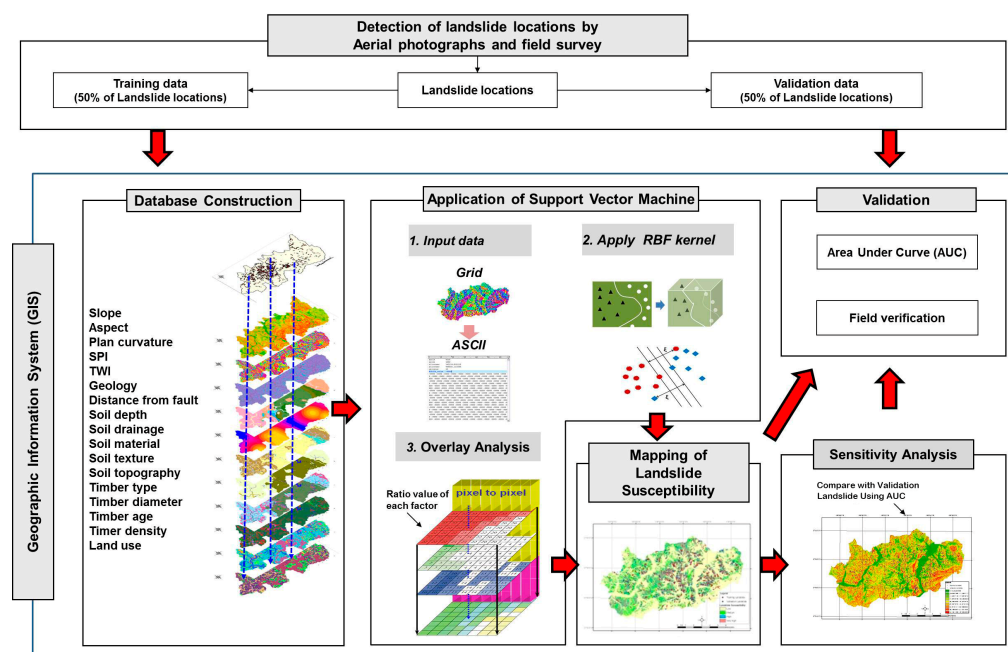 Detection of landslide locations by
Aerial photographs and field survey
Training data
(50% of Landslide locations)
Landslide locations
Validation data
(50% of Landslide locations)
Geographic Information System (GIS)
Database Construction
Slope
Aspect
Plan curvature
SPI
TWI
Geology
Distance from fault
Soil depth
Soil drainage
Soil material
Soil texture
Soil topography
Timber type
Timber diameter
Timber age
Timer density
Land use
Application of Support Vector Machine
1. Input data
Grid
ASCII
2. Apply RBF kernel
3. Overlay Analysis
Ratio value of
each factor
pixel to pixel
Mapping of
Landslide
Susceptibility
Validation
Area Under Curve (AUC)
Field verification
Sensitivity Analysis
Compare with Validation
Landslide Using AUC